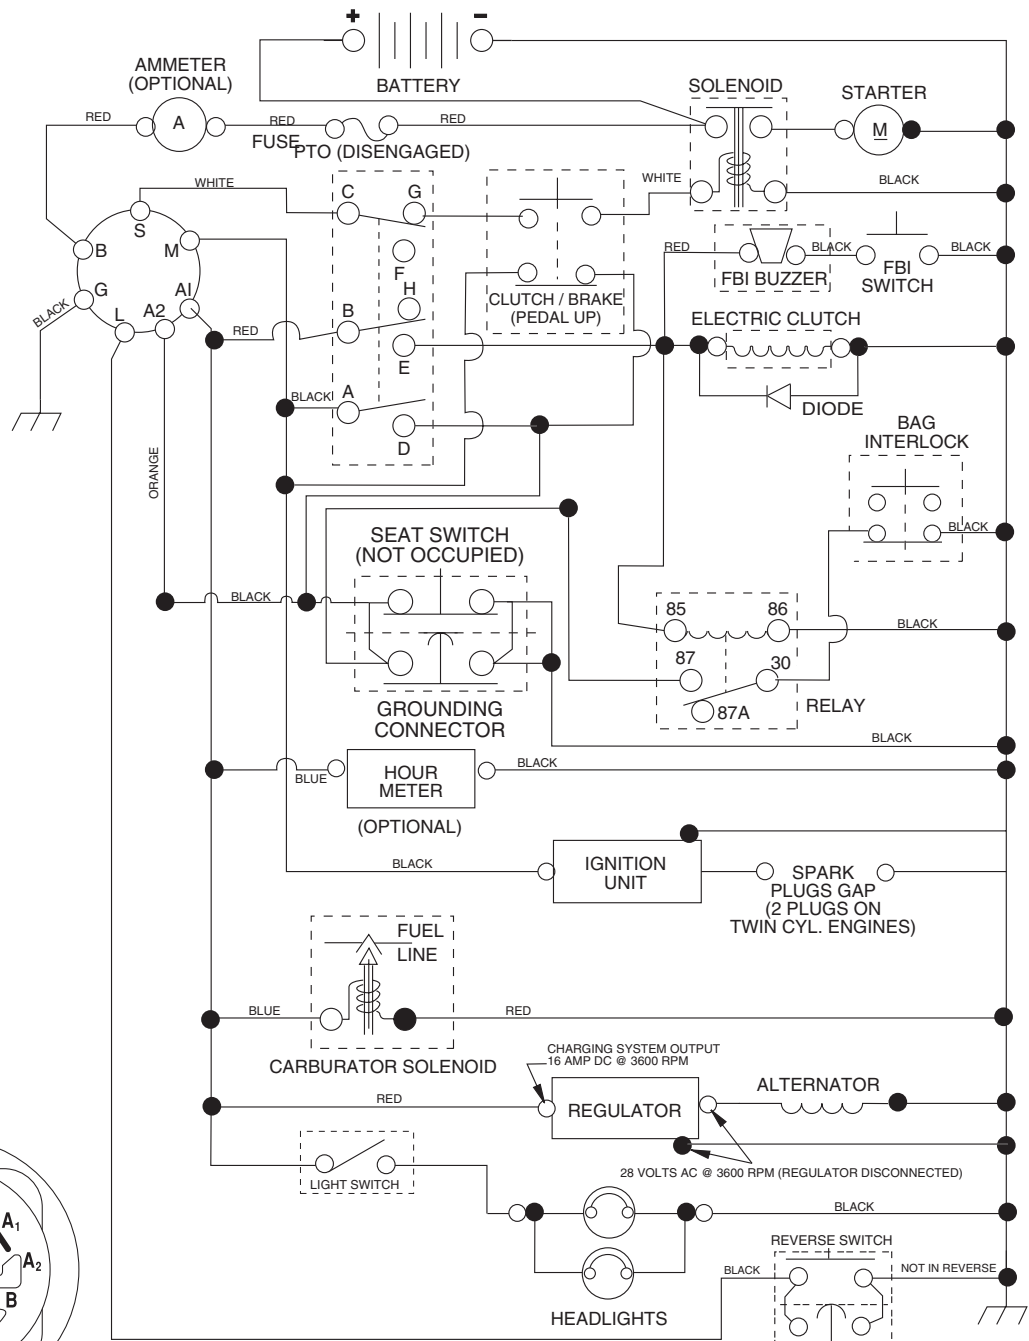 +
-
BATTERY
AMMETER
(OPTIONAL)
SOLENOID
STARTER
RED
A
RED
FUSE
RED
M
PTO (DISENGAGED)
WHITE
C
G
WHITE
BLACK
S
B
M
F
RED
BLACK
BLACK
FBI BUZZER
FBI
SWITCH
G
H
CLUTCH / BRAKE
(PEDAL UP)
BLACK
L
A2
A1
RED
B
ELECTRIC CLUTCH
E
BLACK
A
DIODE
BAG
INTERLOCK
D
ORANGE
BLACK
SEAT SWITCH
(NOT OCCUPIED)
BLACK
85
86
BLACK
87
30
87A
RELAY
GROUNDING
CONNECTOR
BLACK
BLUE
HOUR
METER
BLACK
(OPTIONAL)
BLACK
IGNITION
UNIT
SPARK
PLUGS GAP
(2 PLUGS ON
TWIN CYL. ENGINES)
FUEL
LINE
BLUE
RED
CARBURATOR SOLENOID
CHARGING SYSTEM OUTPUT
16 AMP DC @ 3600 RPM
ALTERNATOR
RED
REGULATOR
28 VOLTS AC @ 3600 RPM (REGULATOR DISCONNECTED)
LIGHT SWITCH
BLACK
A1
A2
B
REVERSE SWITCH
BLACK
NOT IN REVERSE
HEADLIGHTS